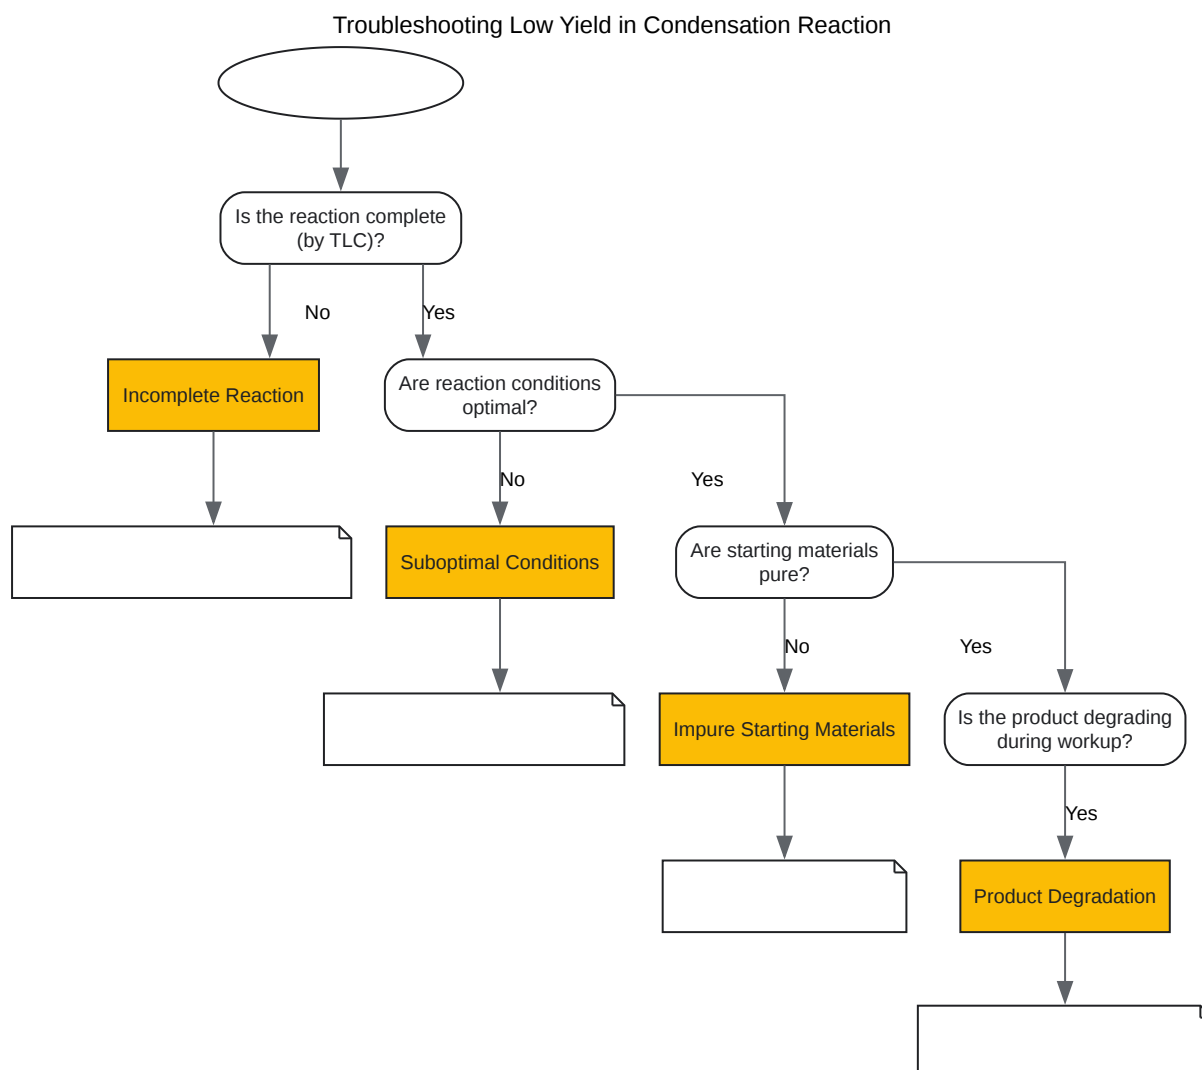 Troubleshooting Low Yield in Condensation Reaction
Is the reaction complete
(by TLC)?
No
Yes
Incomplete Reaction
Are reaction conditions
optimal?
No
Yes
Suboptimal Conditions
Are starting materials
pure?
No
Yes
Impure Starting Materials
Is the product degrading
during workup?
Yes
Product Degradation